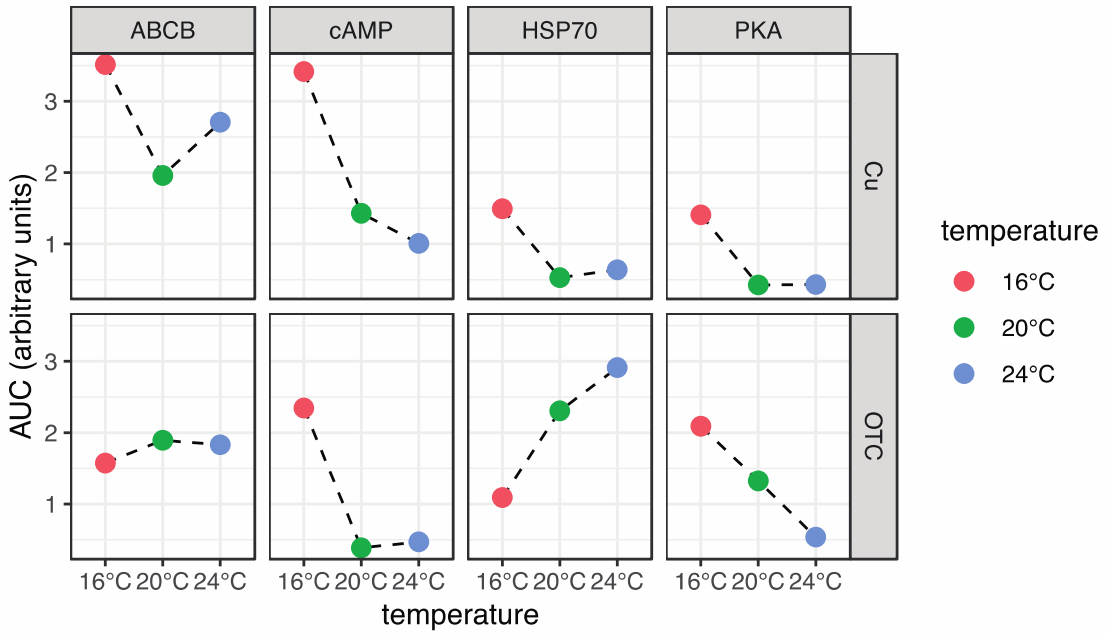 ABCB cAMP HSP70 PKA
3
2
1
Cu
3
2
1
OTC
AUC (arbitrary units)
16°C 20°C 24°C 16°C 20°C 24°C 16°C 20°C 24°C 16°C 20°C 24°C
temperature
temperature
16°C
20°C
24°C